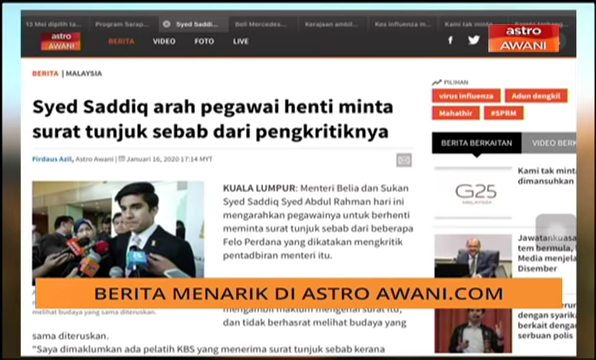 13 Mei dipilih ta...
Program Sarap...
Syed Saddi...
Beli Mercedes...
Kerajaan ambil...
Kes influenza m...
Kami tak minta
astro
AWANI
BERITA
VIDEO
FOTO
LIVE
astro
AWANI
BERITA | MALAYSIA
Syed Saddiq arah pegawai henti minta
surat tunjuk sebab dari pengkritiknya
Firdaus Azil, Astro Awani | Januari 16, 2020 17:14 MYT
KUALA LUMPUR: Menteri Belia dan Sukan
Syed Saddiq Syed Abdul Rahman hari ini
mengarahkan pegawainya untuk berhenti
meminta surat tunjuk sebab dari beberapa
Felo Perdana yang dikatakan mengkritik
pentadbiran menteri itu.
melihat budaya yang sama diteruskan.
dan tidak berhasrat melihat budaya yang
sama diteruskan.
"Saya dimaklumkan ada pelatih KBS yang menerima surat tunjuk sebab kerana
PILIHAN
virus influenza
Adun dengkil
Mahathir
#SPRM
BERITA BERKAITAN
VIDEO BERK
G25
MALAYSIA
Kami tak minta
dimansuhkan
Jawatankuasa
tem bermula,
Media menjela
Disember
dengan syarika
berkait dengan
serbuan polis
BERITA MENARIK DI ASTRO AWANI.COM